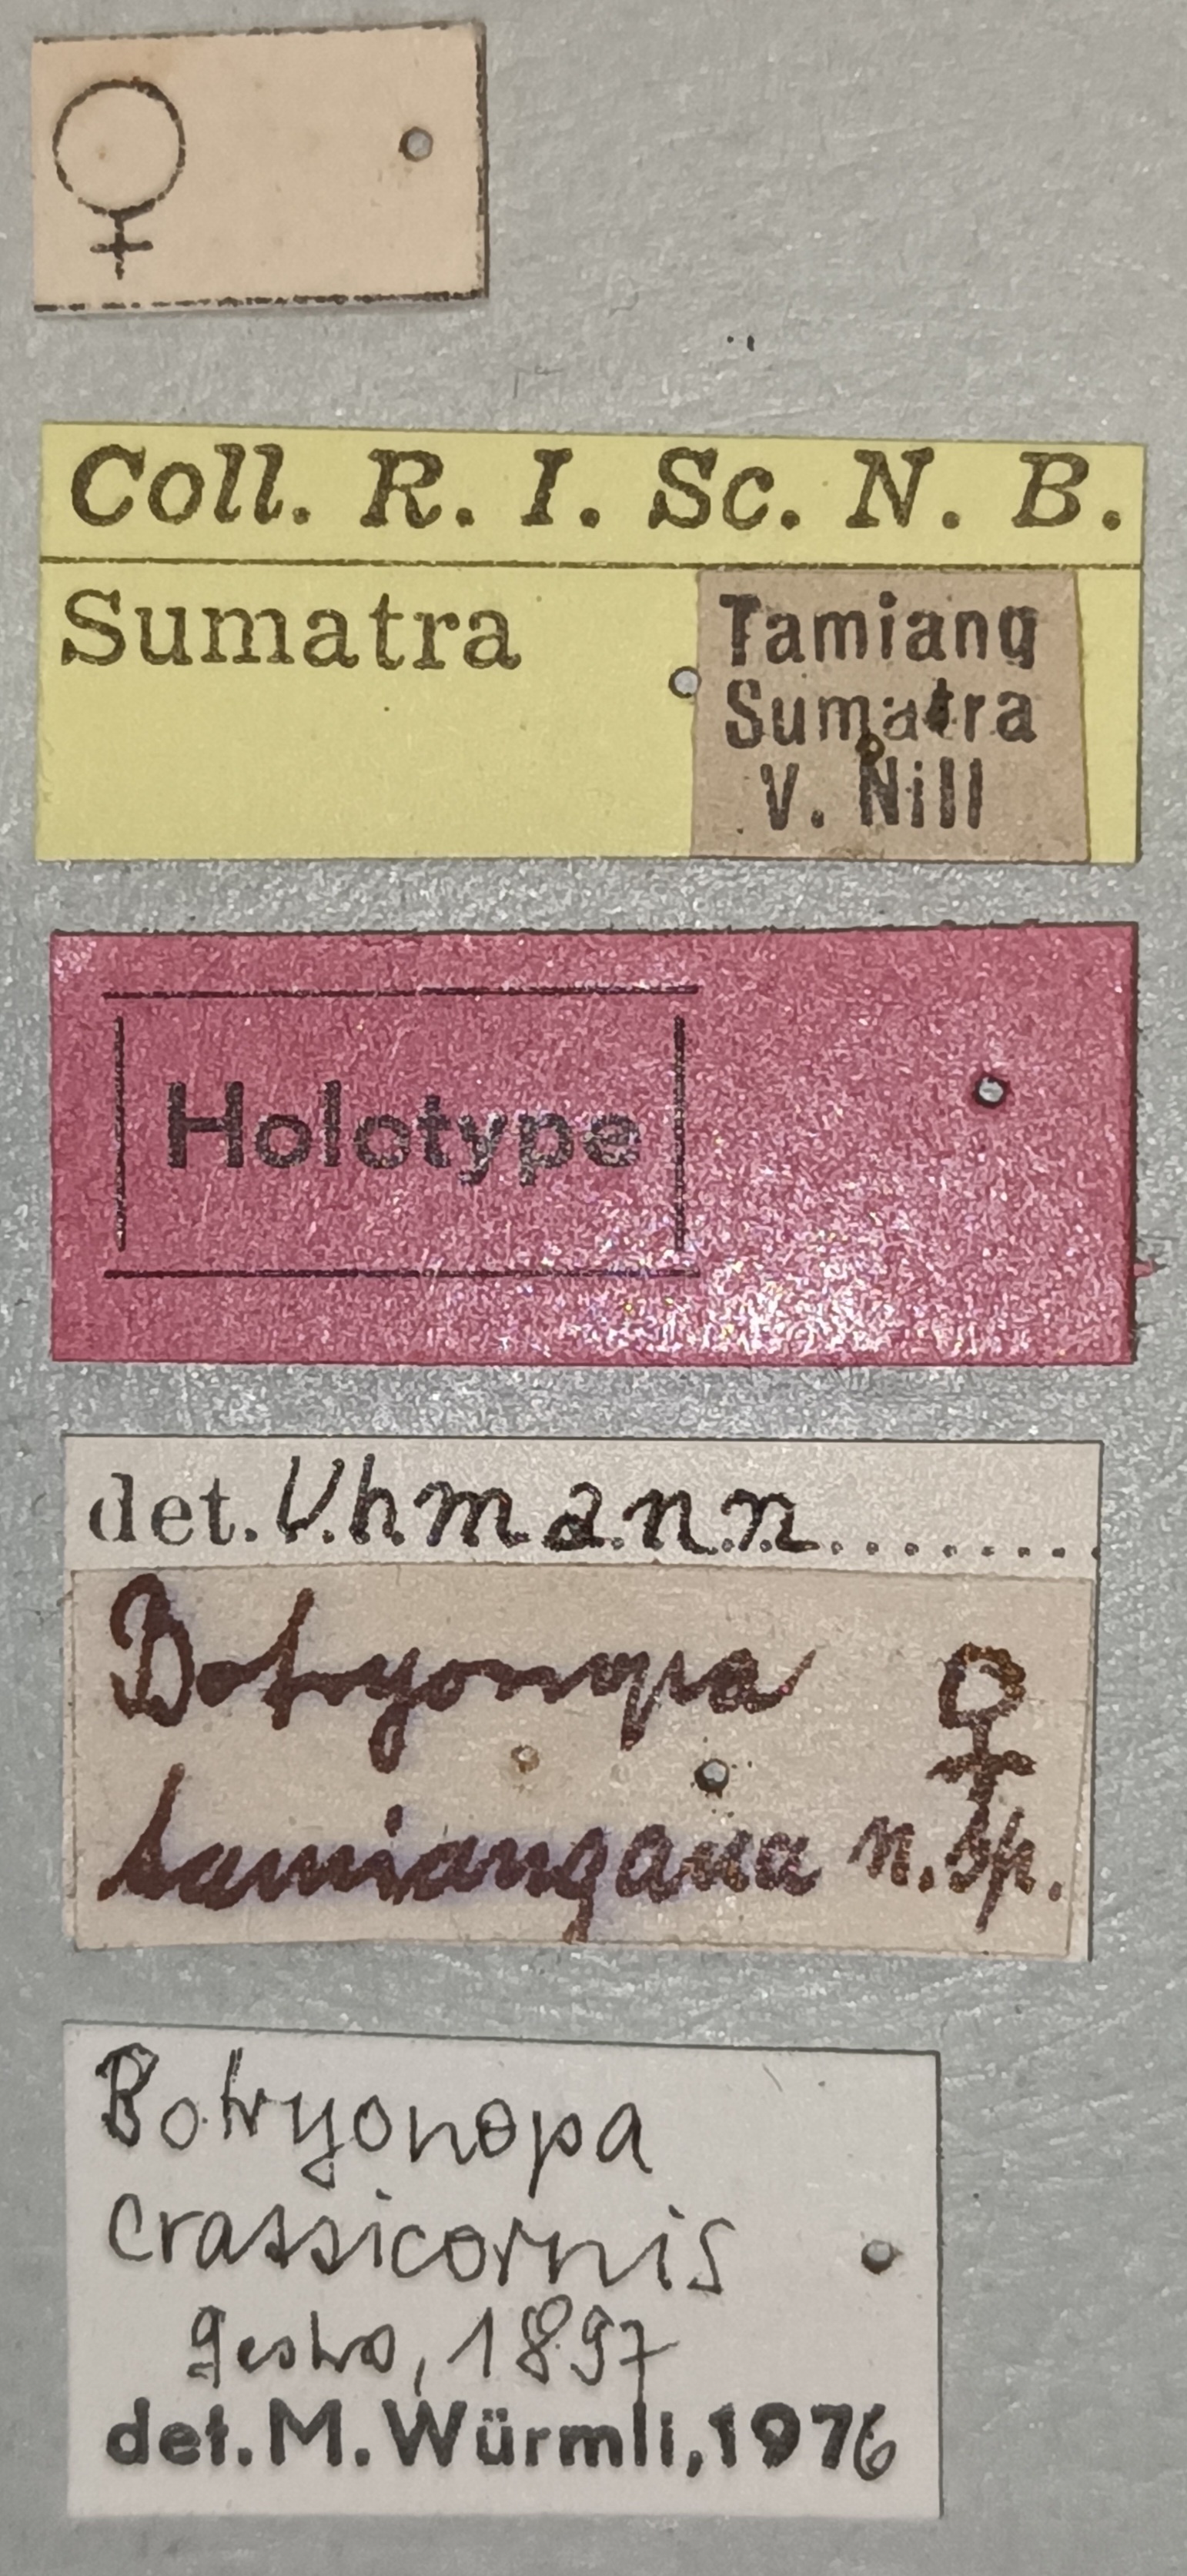 ♀
Coll. R. I. Sc. N. B.
Sumatra
Tamiang
Sumatra
V. Nill
Holotype
det. Uhmann
Botryonopa ♀
tamiangana n.sp.
Botryonopa
crassicornis
Gestro, 1897
det. M. Würmli, 1976